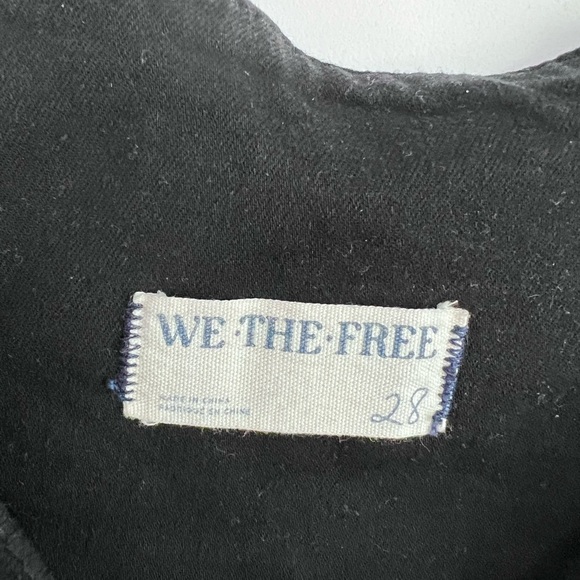 WE·THE·FREE
MADE IN CHINA
FABRIQUÉ EN CHINE
28